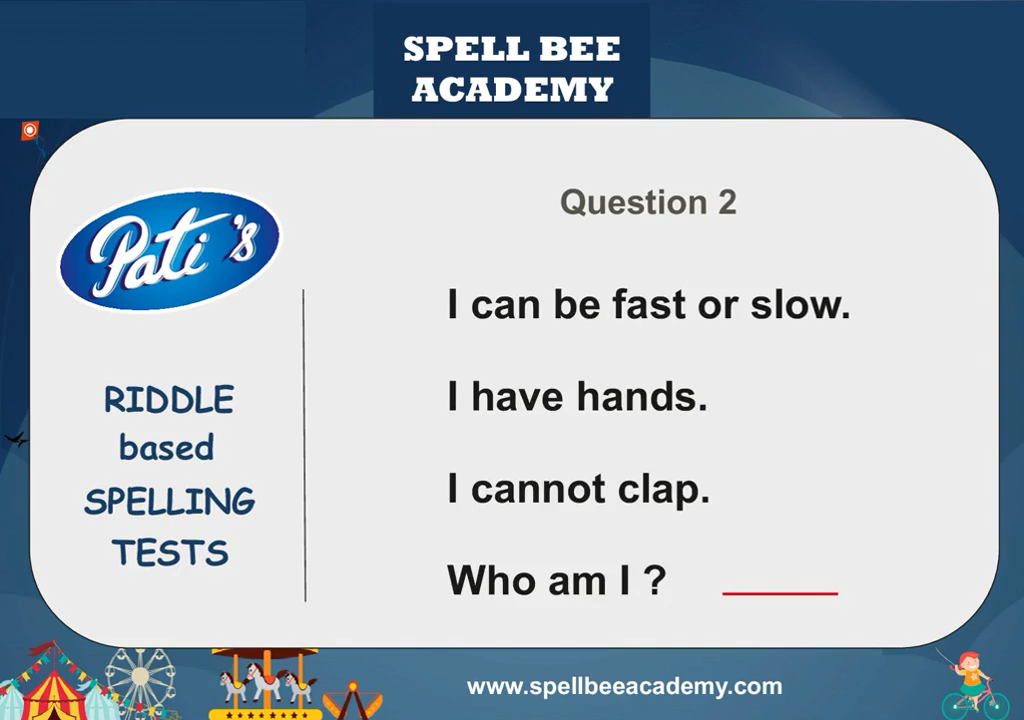 SPELL BEE
ACADEMY
Pati's
RIDDLE
based
SPELLING
TESTS
Question 2
I can be fast or slow.
I have hands.
I cannot clap.
Who am I ? ______
www.spellbeeacademy.com